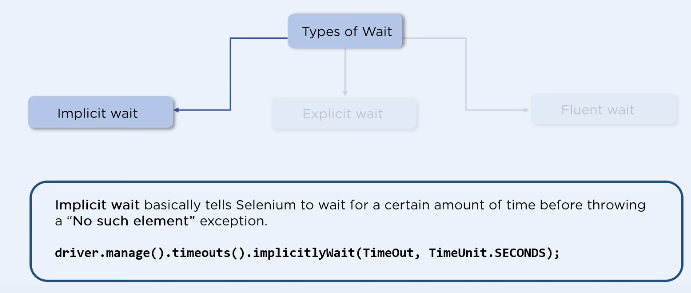 Types of Wait
Implicit wait
Explicit wait
Fluent wait
Implicit wait basically tells Selenium to wait for a certain amount of time before throwing
a “No such element” exception.
driver.manage().timeouts().implicitlyWait(TimeOut, TimeUnit.SECONDS);